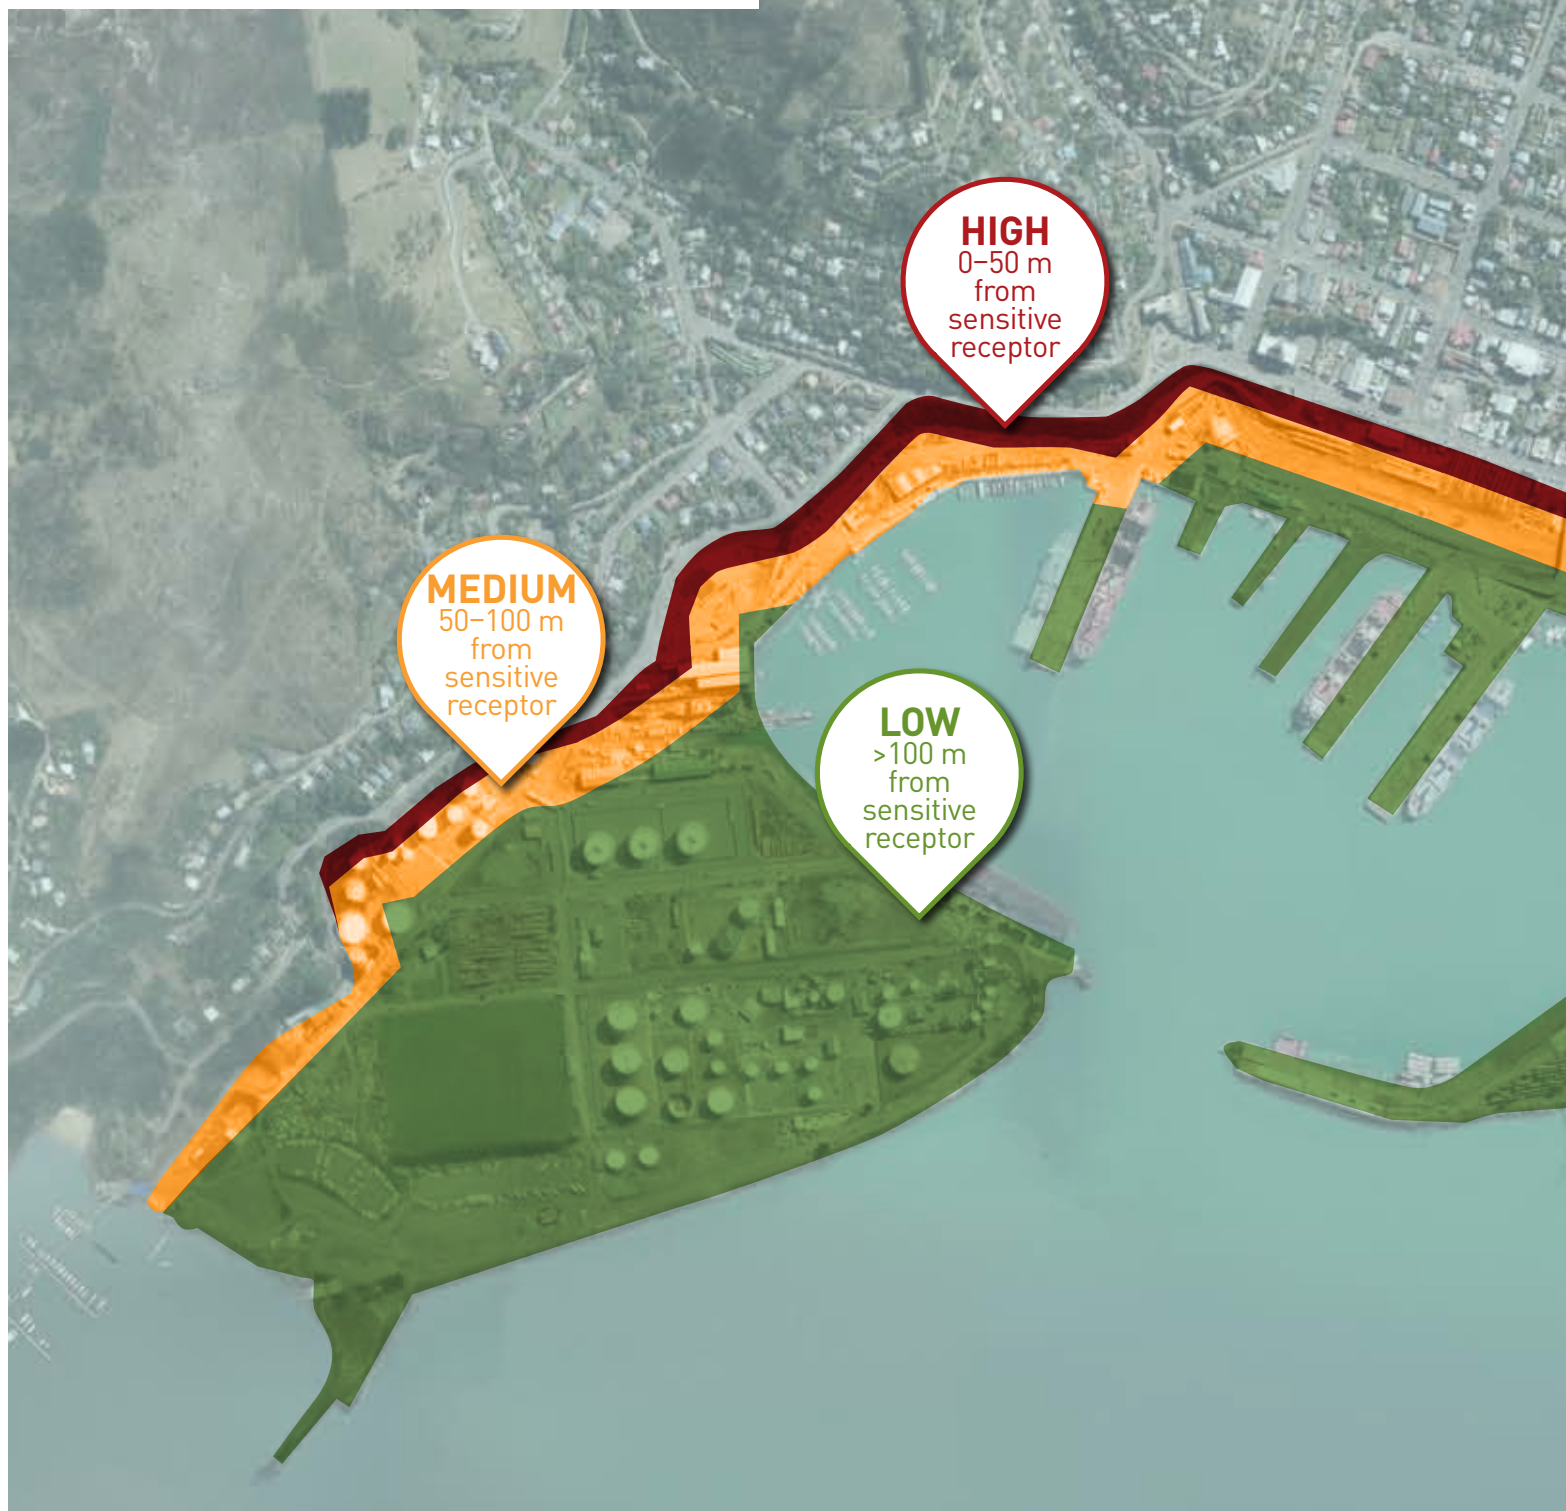 HIGH
0–50 m
from
sensitive
receptor
MEDIUM
50–100 m
from
sensitive
receptor
LOW
>100 m
from
sensitive
receptor